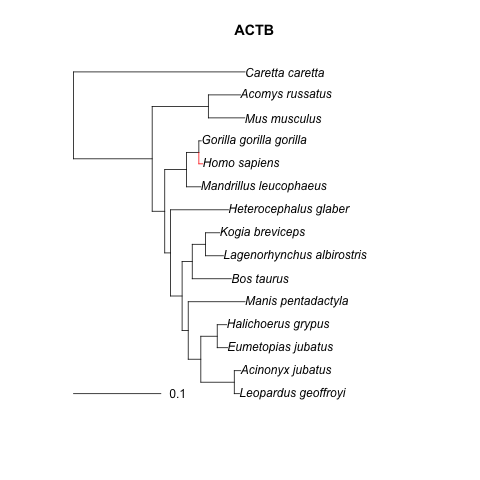 ACTB
Caretta caretta
Acomys russatus
Mus musculus
Gorilla gorilla gorilla
Homo sapiens
Mandrillus leucophaeus
Heterocephalus glaber
Kogia breviceps
Lagenorhynchus albirostris
Bos taurus
Manis pentadactyla
Halichoerus grypus
Eumetopias jubatus
Acinonyx jubatus
Leopardus geoffroyi
0.1